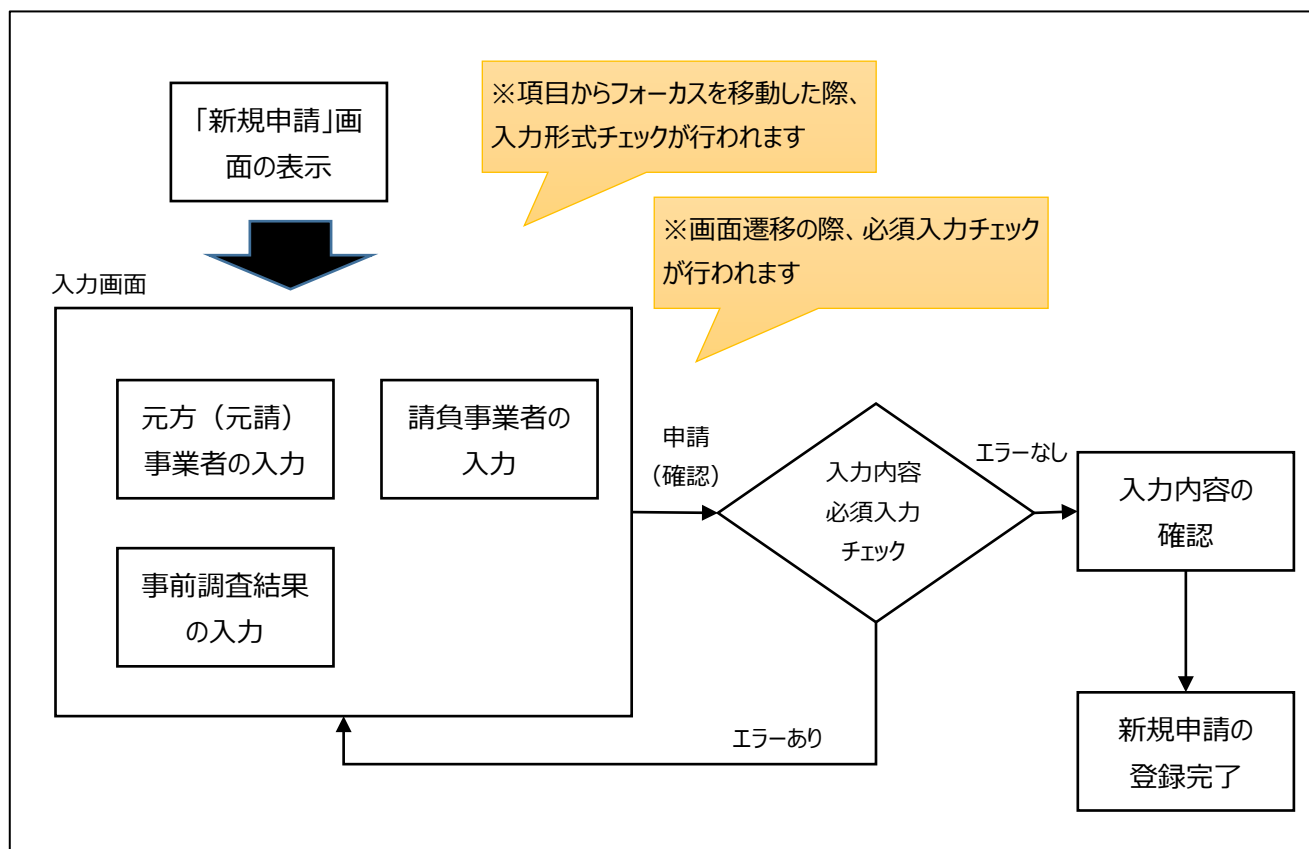 「新規申請」画
面の表示
※項目からフォーカスを移動した際、
入力形式チェックが行われます
※画面遷移の際、必須入力チェック
が行われます
入力画面
元方（元請）
事業者の入力
請負事業者の
入力
事前調査結果
の入力
申請
（確認）
入力内容
必須入力
チェック
エラーなし
入力内容の
確認
エラーあり
新規申請の
登録完了